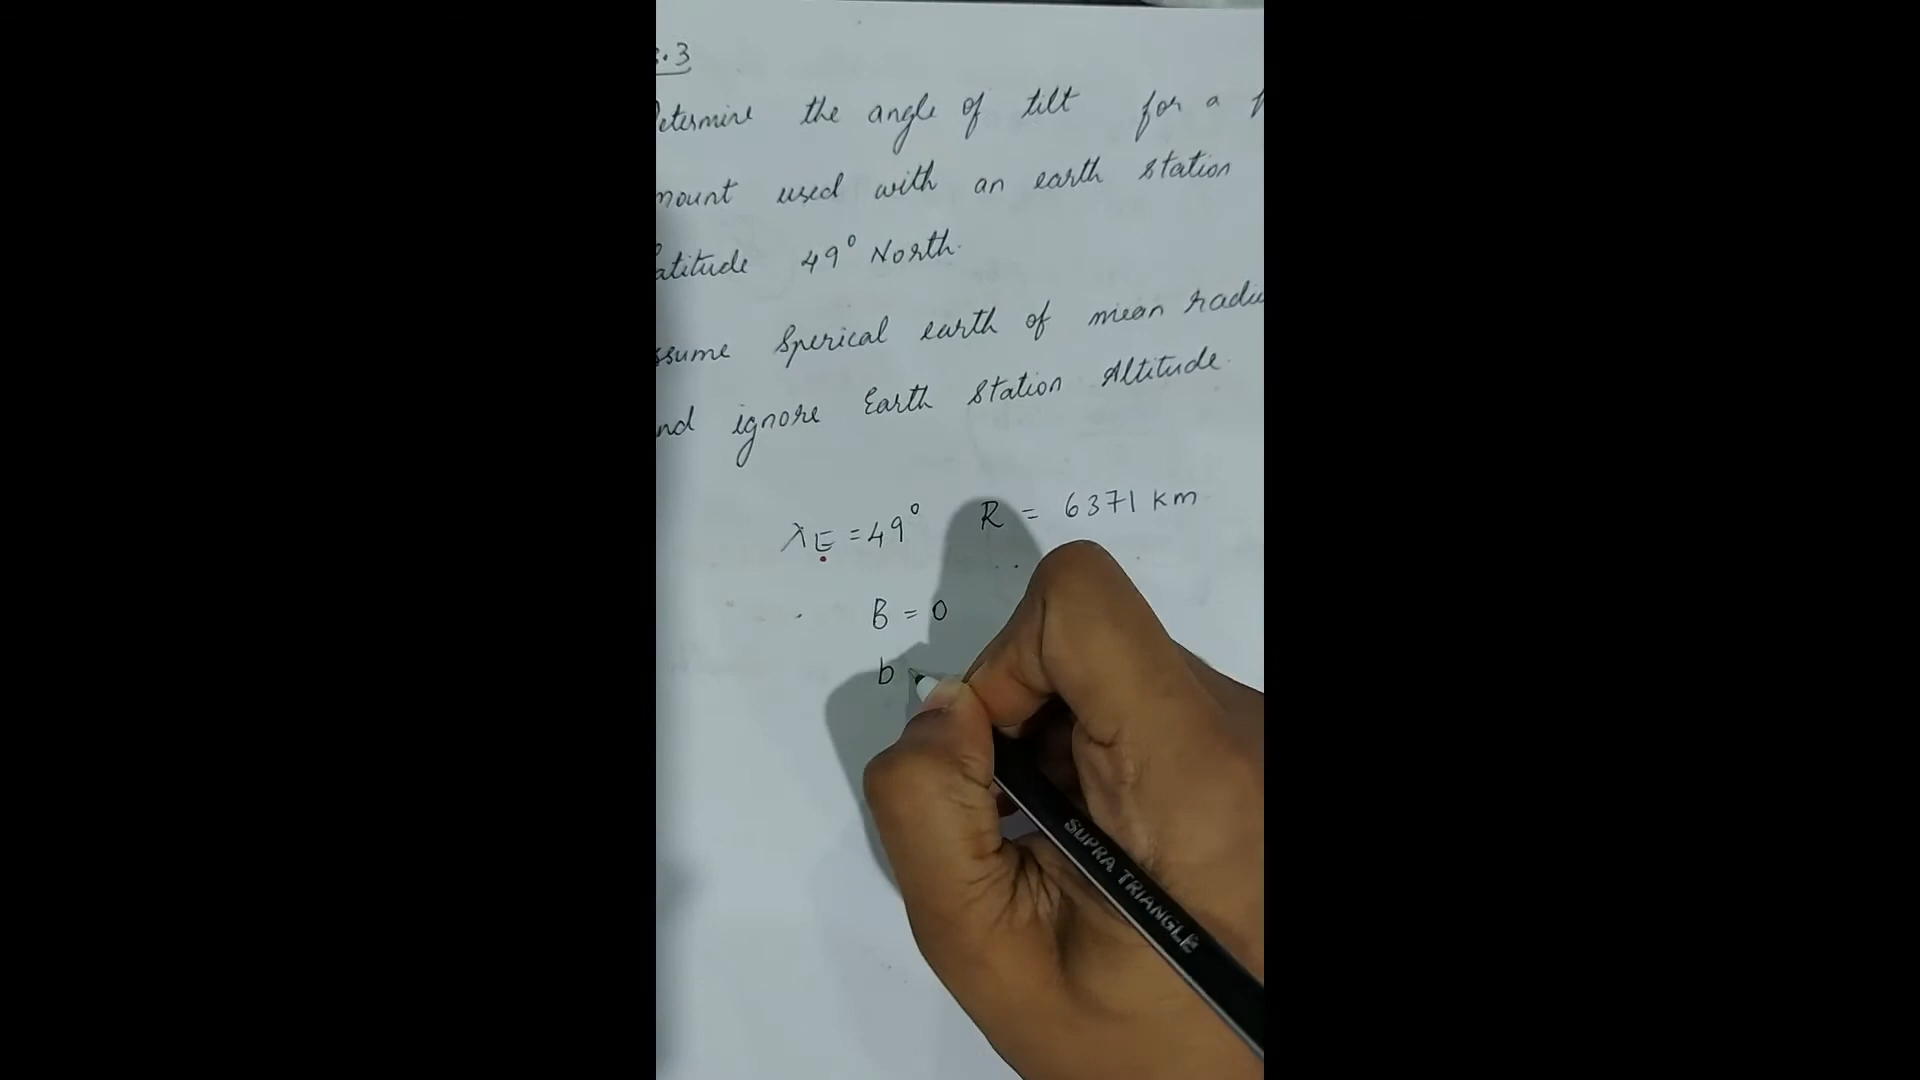 .3
etermine the angle of tilt for a
mount used with an earth station
atitude 49° North.
ssume Sperical earth of mean radiu
nd ignore Earth Station Altitude.
λE = 49° R = 6371 km
B = 0
b
SUPRA TRIANGLE